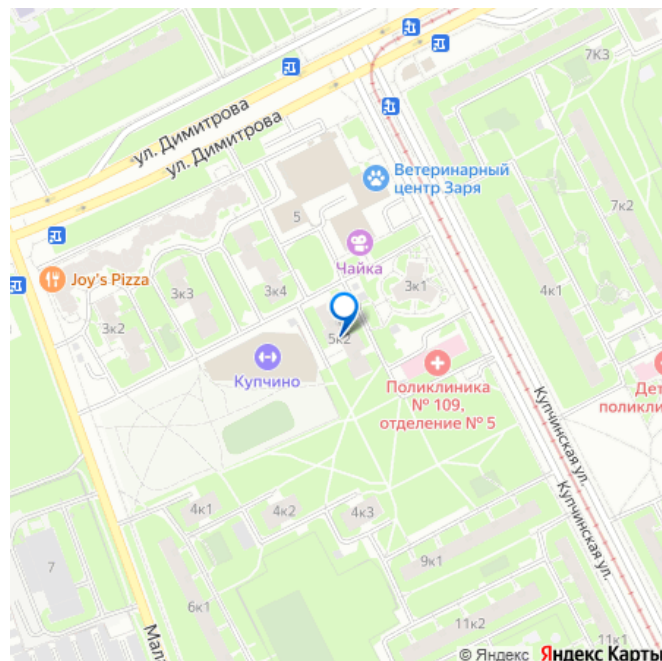 7К3
ул. Димитрова
ул. Димитрова
Ветеринарный
центр Заря
7к2
5
Чайка
Joy's Pizza
3к3
3к4
3к1
4к1
3к2
5к2
Купчино
Поликлиника
№ 109,
отделение № 5
Дет
поликли
Купчинская ул.
Купчинская ул.
4к1
4к2
4к3
9к1
7
6к1
11к2
11к1
© Яндекс Яндекс Карты